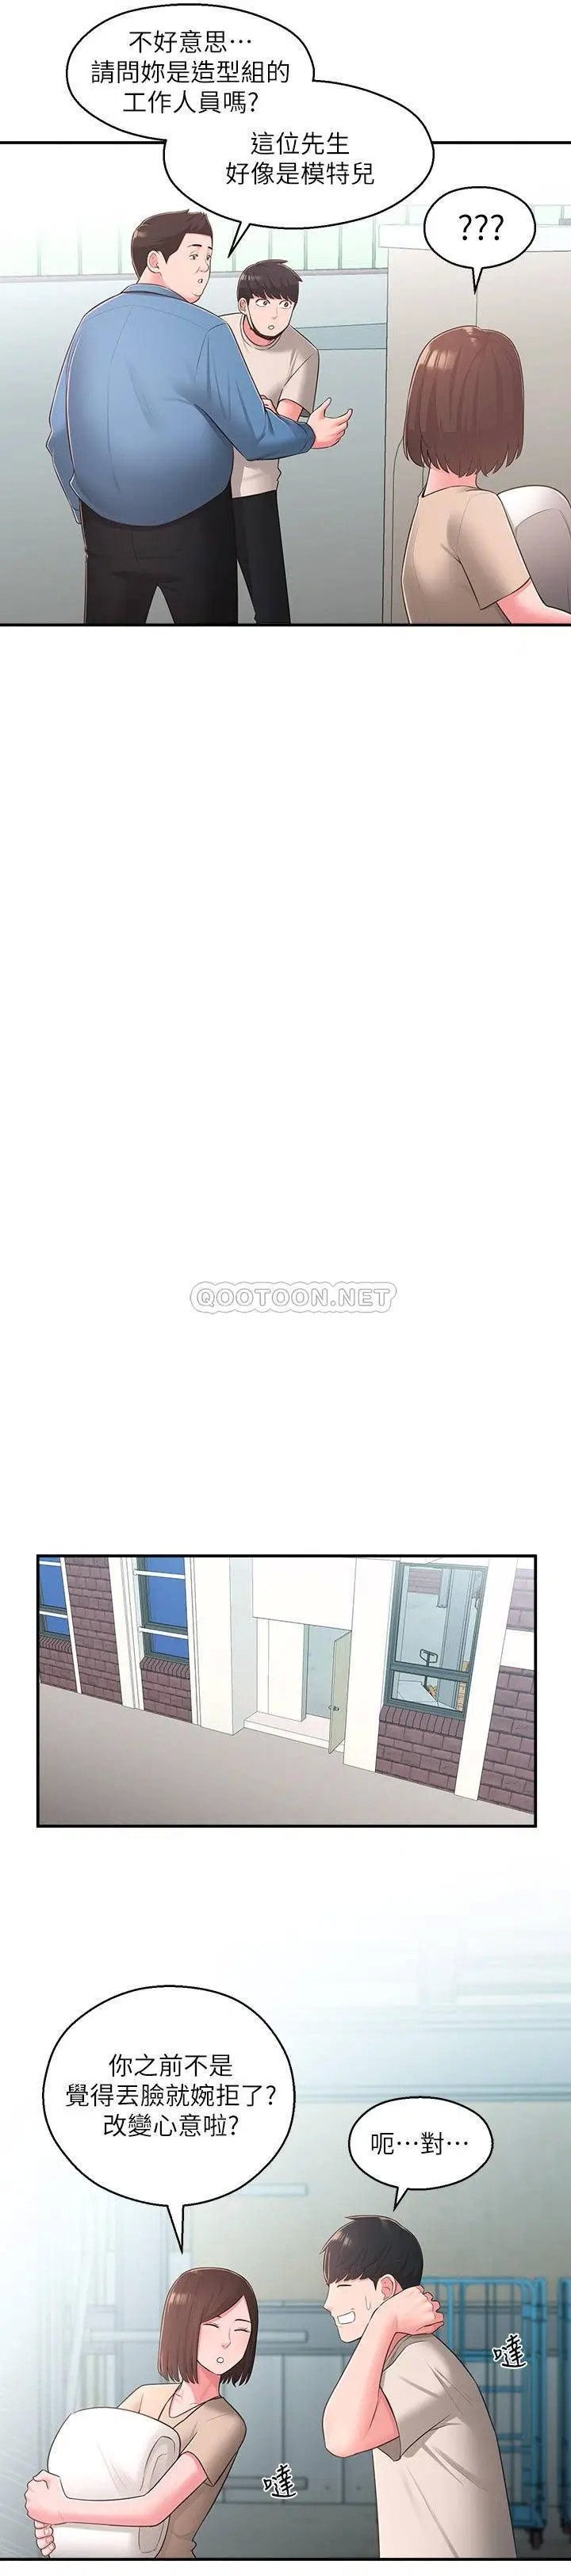 不好意思⋯
請問妳是造型組的
工作人員嗎?
這位先生
好像是模特兒
???
QOOTOON.NET
你之前不是
覺得丟臉就婉拒了?
改變心意啦?
呃⋯對⋯
噠
噠